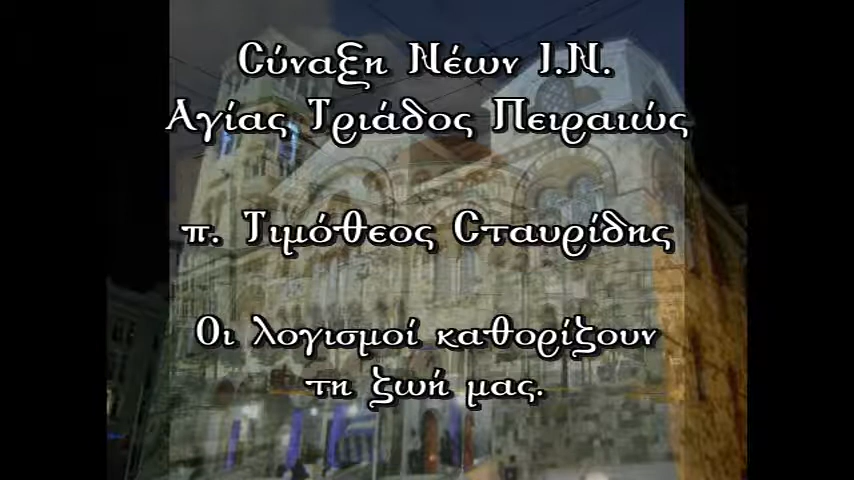 Σύναξη Νέων Ι.Ν.
Αγίας Τριάδος Πειραιώς
π. Τιμόθεος Σταυρίδης
Οι λογισμοί καθορίζουν
τη ζωή μας.